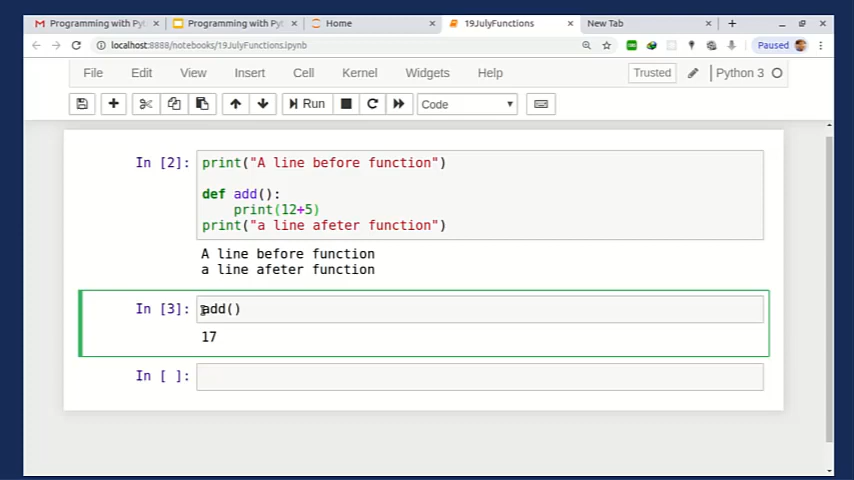 Programming with Pyt
Programming with Pyt
Home
19JulyFunctions
New Tab
localhost:8888/notebooks/19JulyFunctions.ipynb
Paused
File Edit View Insert Cell Kernel Widgets Help
Trusted
Python 3
Run
Code
In [2]:
print("A line before function")
def add():
print(12+5)
print("a line afeter function")
A line before function
a line afeter function
In [3]:
add()
17
In [ ]: